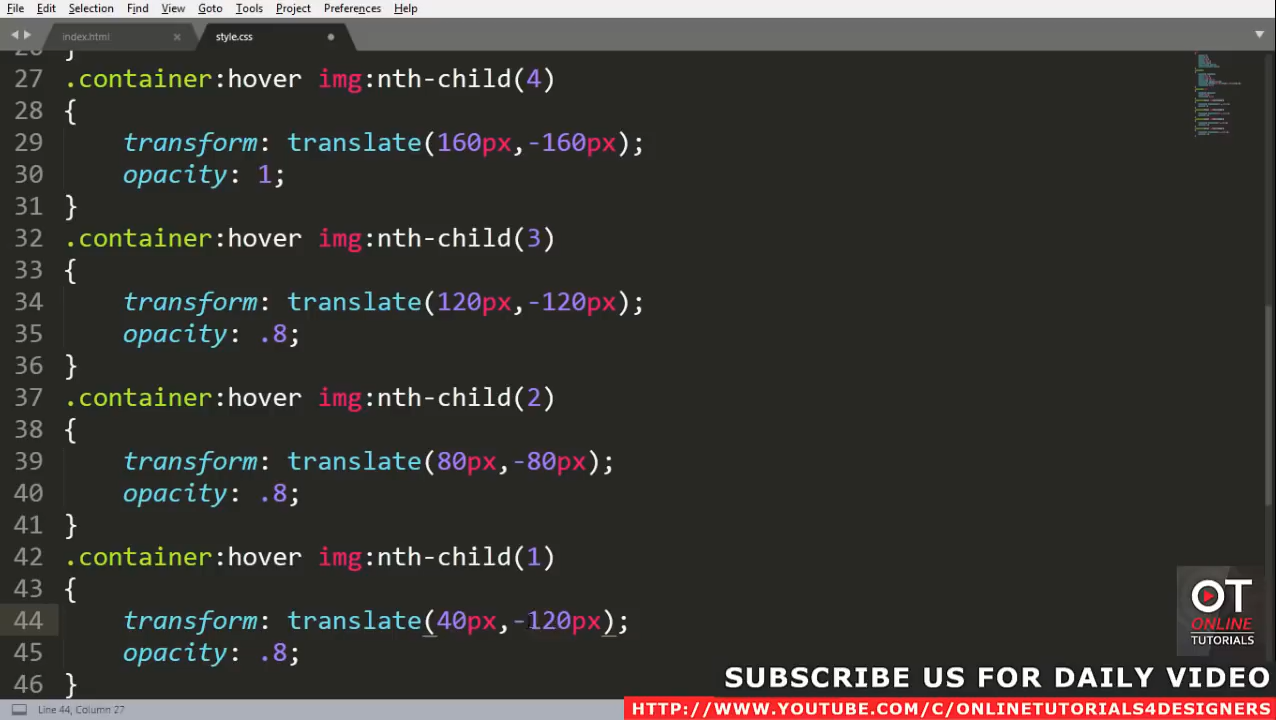 File Edit Selection Find View Goto Tools Project Preferences Help
index.html × style.css
26 }
27 .container:hover img:nth-child(4)
28 {
29 transform: translate(160px,-160px);
30 opacity: 1;
31 }
32 .container:hover img:nth-child(3)
33 {
34 transform: translate(120px,-120px);
35 opacity: .8;
36 }
37 .container:hover img:nth-child(2)
38 {
39 transform: translate(80px,-80px);
40 opacity: .8;
41 }
42 .container:hover img:nth-child(1)
43 {
44 transform: translate(40px,-120px);
45 opacity: .8;
46 }
OT
ONLINE
TUTORIALS
SUBSCRIBE US FOR DAILY VIDEO
Line 44, Column 27
HTTP://WWW.YOUTUBE.COM/C/ONLINETUTORIALS4DESIGNERS